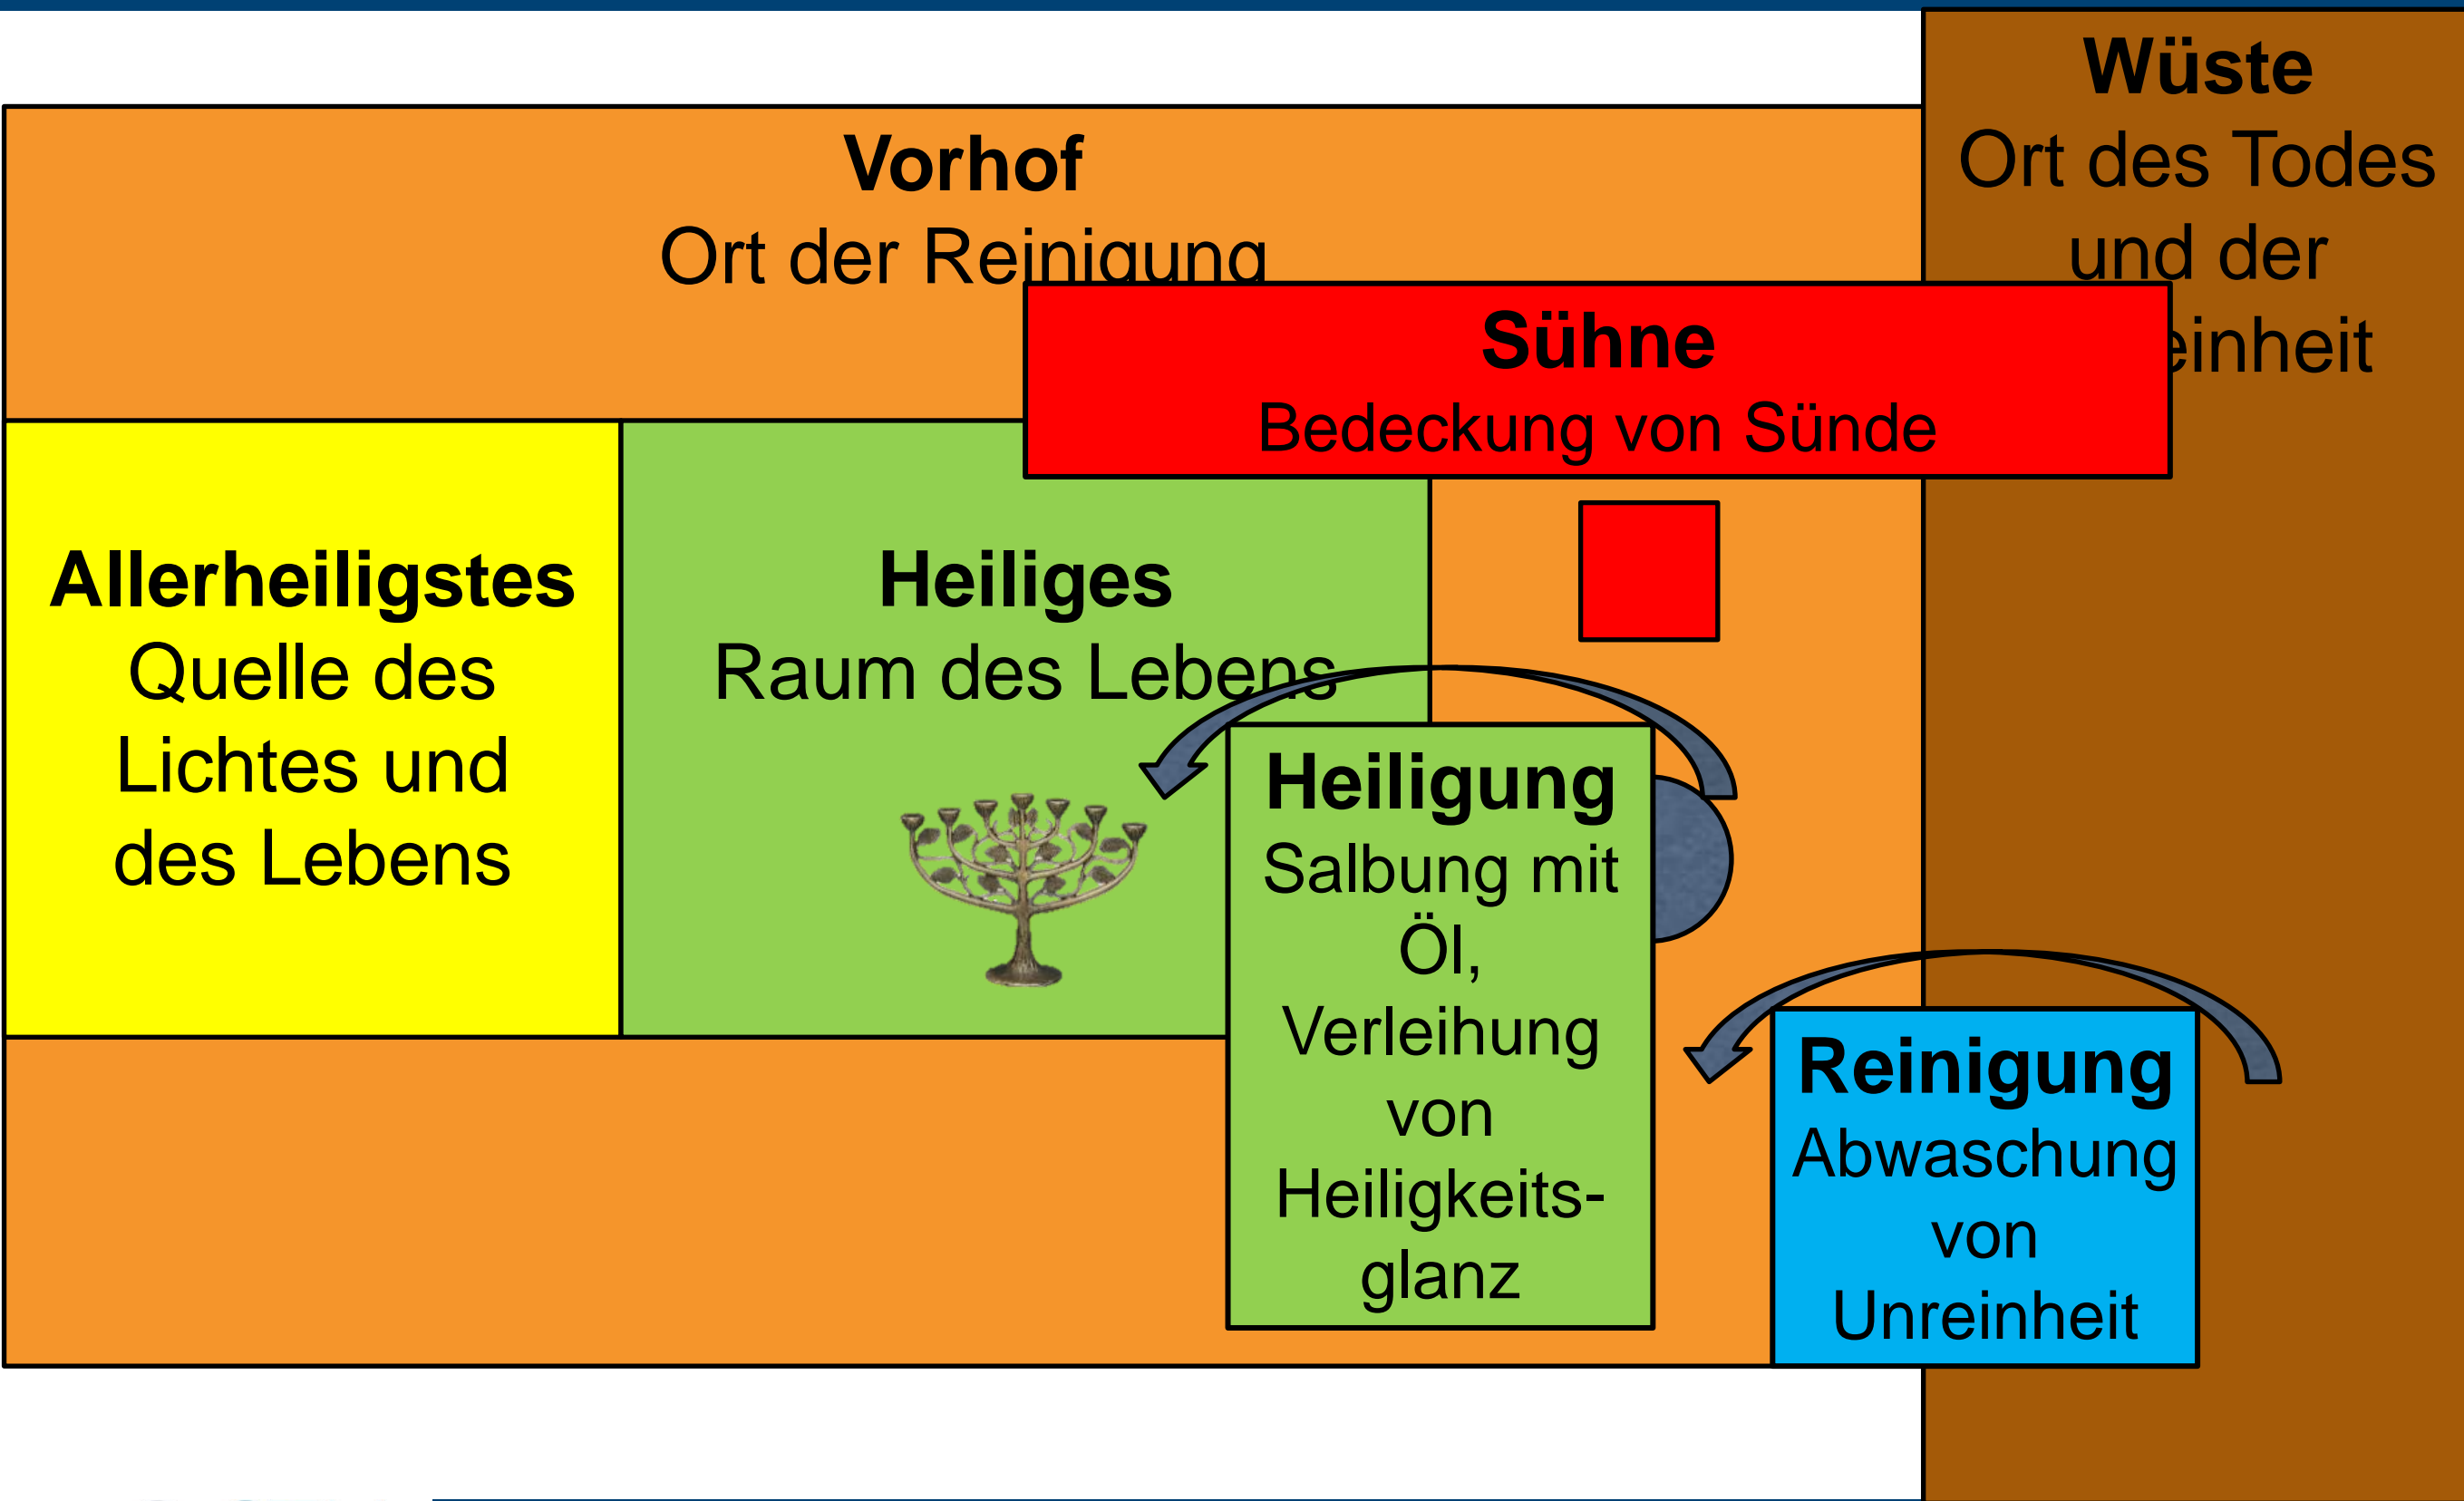 Wüste
Ort des Todes
und der
einheit
Vorhof
Ort der Reinigung
Sühne
Bedeckung von Sünde
Allerheiligstes
Quelle des
Lichtes und
des Lebens
Heiliges
Raum des Lebens
Heiligung
Salbung mit
Öl,
Verleihung
von
Heiligkeits-
glanz
Reinigung
Abwaschung
von
Unreinheit